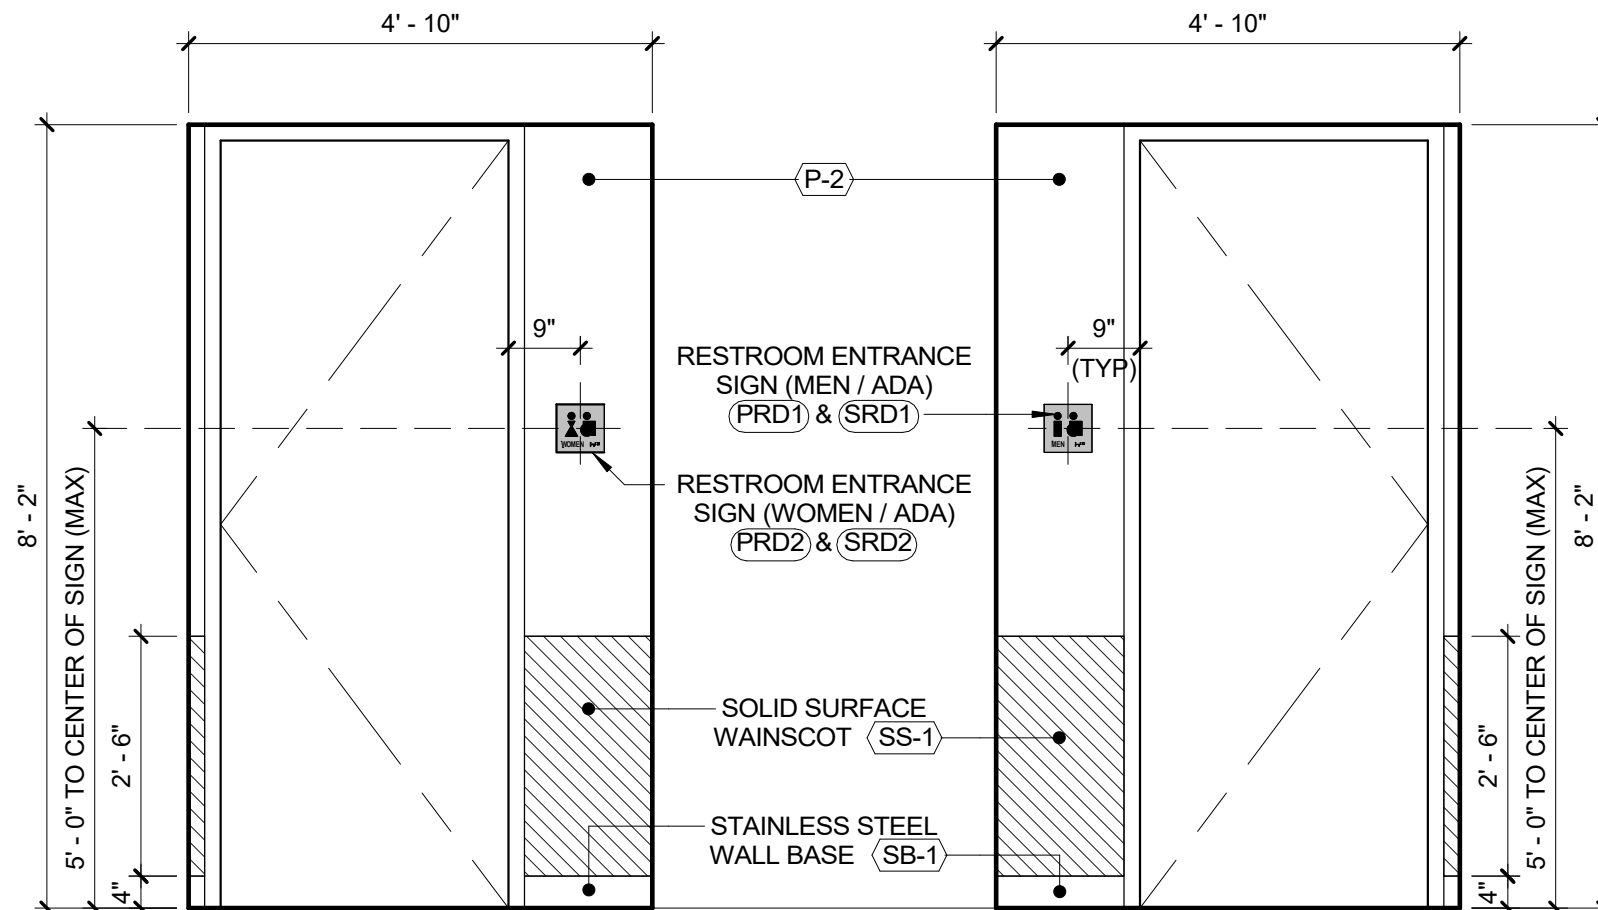 4' - 10"
4' - 10"
P-2
9"
9"
(TYP)
RESTROOM ENTRANCE
SIGN (MEN / ADA)
PRD1 & SRD1
WOMEN
MEN
RESTROOM ENTRANCE
SIGN (WOMEN / ADA)
PRD2 & SRD2
8' - 2"
5' - 0" TO CENTER OF SIGN (MAX)
2' - 6"
4"
SOLID SURFACE
WAINSCOT SS-1
STAINLESS STEEL
WALL BASE SB-1
2' - 6"
4"
5' - 0" TO CENTER OF SIGN (MAX)
8' - 2"